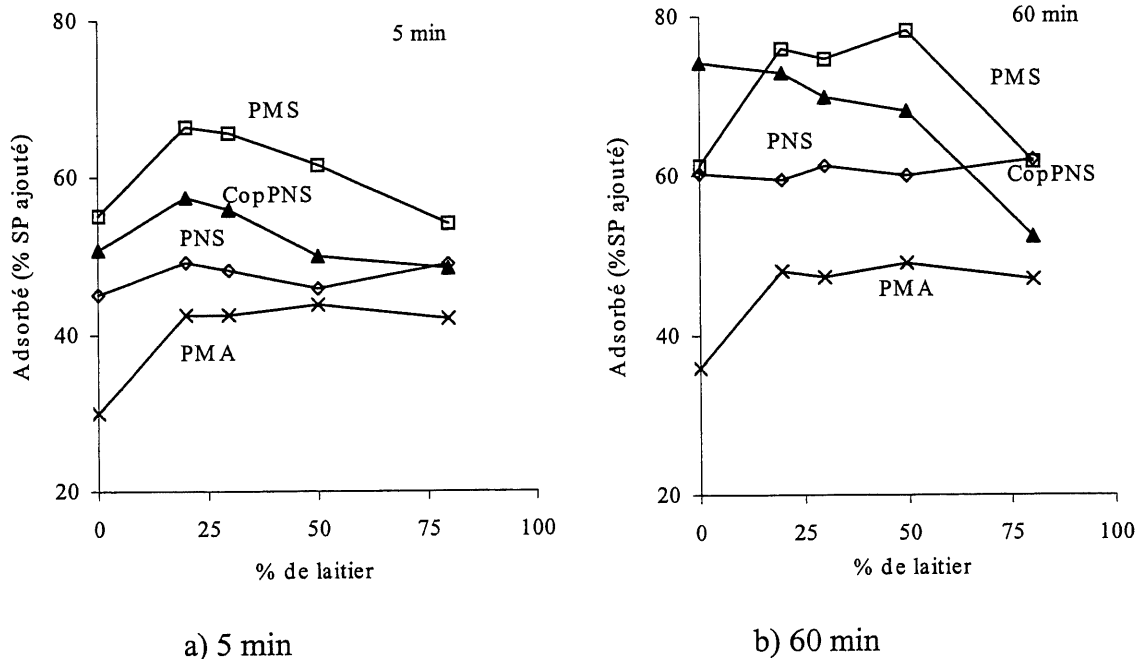 80
5 min
PMS
60
CopPNS
PNS
40
PMA
20
0
25
50
75
100
Adsorbé (% SP ajouté)
% de laitier
a) 5 min
80
60 min
PMS
PNS
60
CopPNS
PMA
40
20
0
25
50
75
100
Adsorbé (%SP ajouté)
% de laitier
b) 60 min